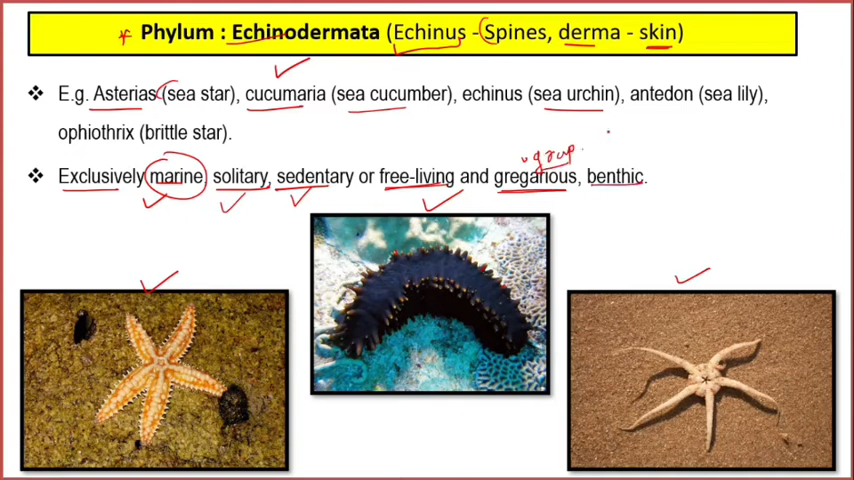 Phylum : Echinodermata (Echinus - Spines, derma - skin)
❖ E.g. Asterias (sea star), cucumaria (sea cucumber), echinus (sea urchin), antedon (sea lily),
ophiothrix (brittle star).
group
❖ Exclusively marine, solitary, sedentary or free-living and gregarious, benthic.